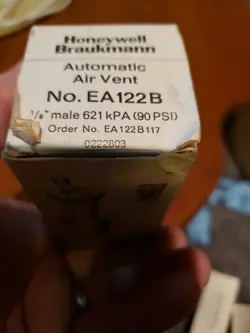 Honeywell
Braukmann
Automatic
Air Vent
No. EA122B
1/8" male 621 kPA (90 PSI)
Order No. EA122B117
0222803